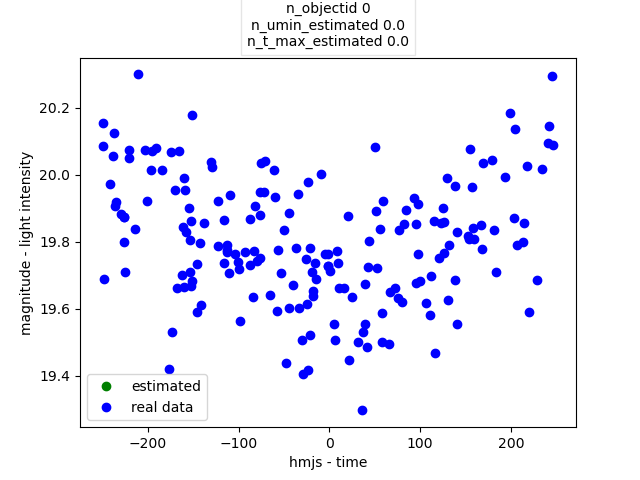 n_objectid 0
n_umin_estimated 0.0
n_t_max_estimated 0.0
20.2
20.0
19.8
19.6
19.4
magnitude - light intensity
estimated
real data
−200
−100
0
100
200
hmjs - time